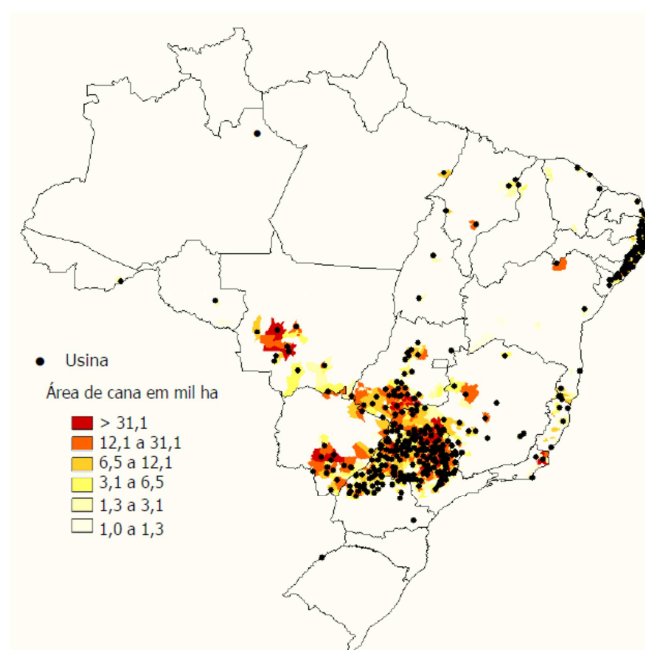 Usina
Área de cana em mil ha
> 31,1
12,1 a 31,1
6,5 a 12,1
3,1 a 6,5
1,3 a 3,1
1,0 a 1,3